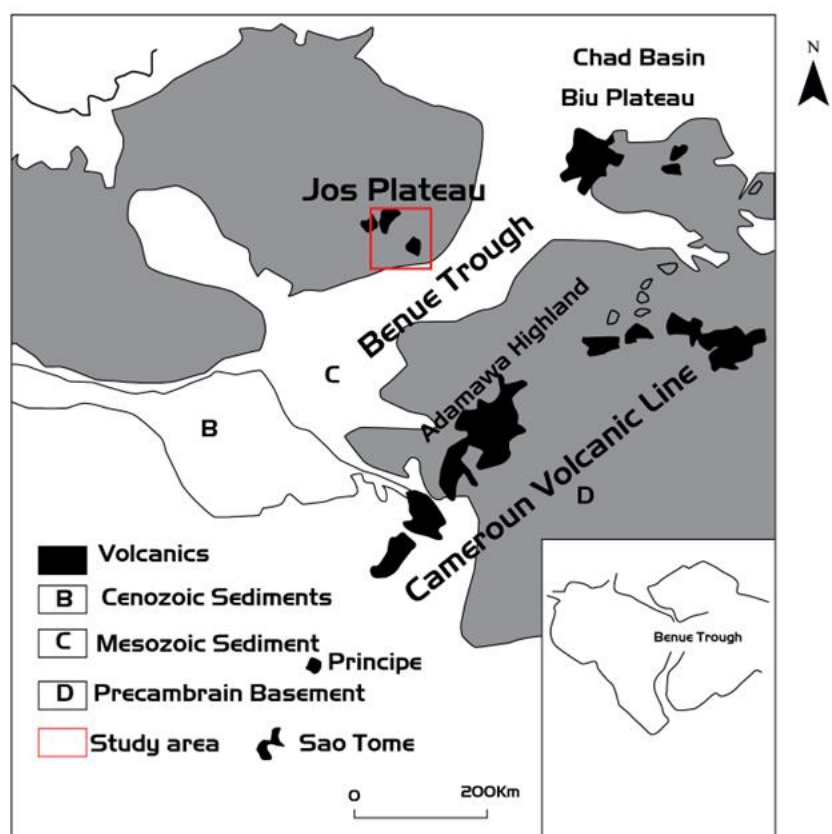 N
Chad Basin
Biu Plateau
Jos Plateau
Benue Trough
Adamawa Highland
C
B
Cameroun Volcanic Line
D
Volcanics
B Cenozoic Sediments
C Mesozoic Sediment
Principe
D Precambrain Basement
Study area
Sao Tome
0 200Km
Benue Trough